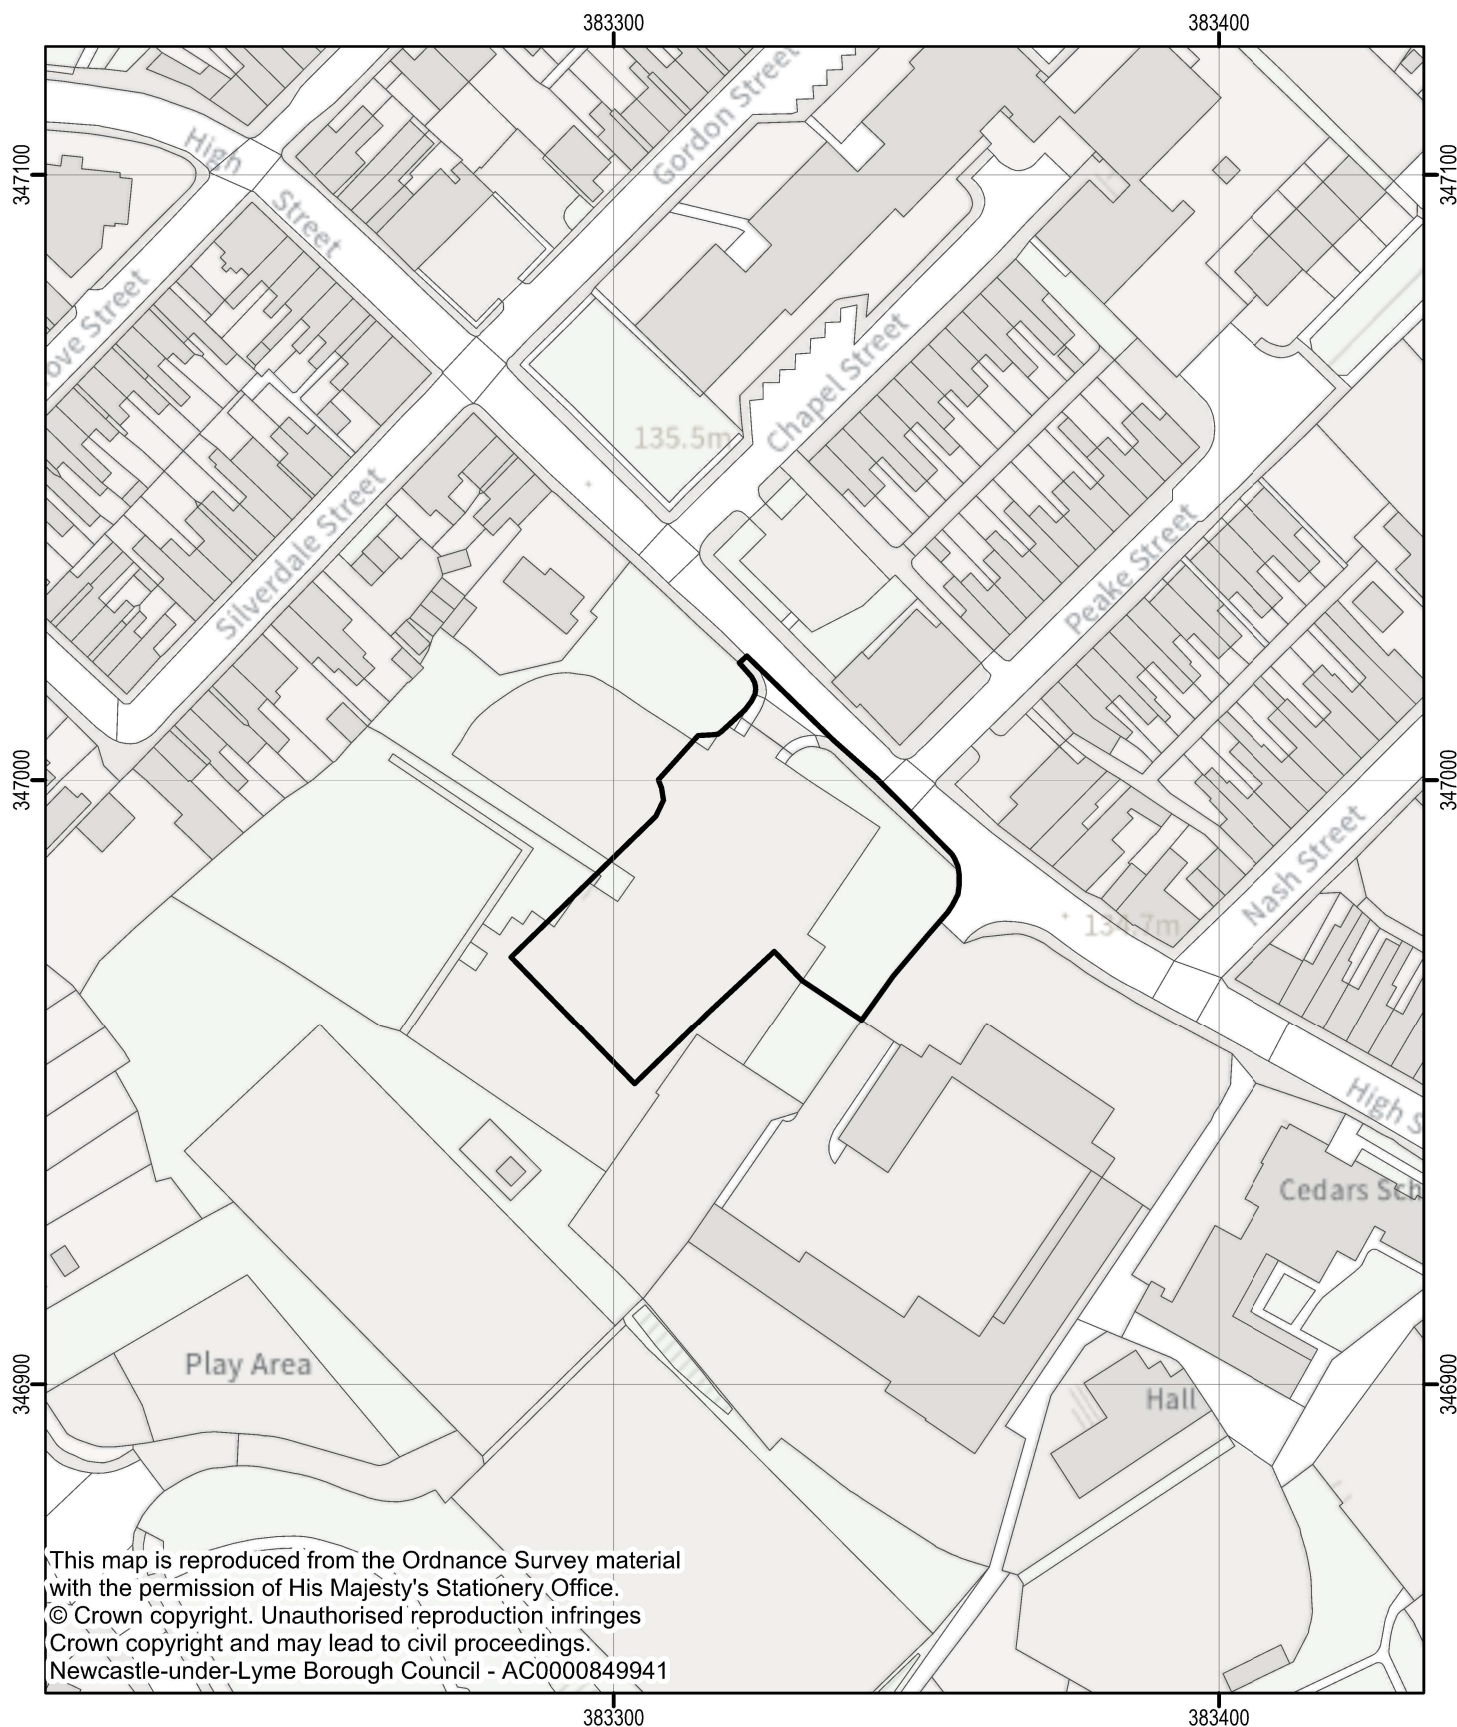 383300
383400
347100
347100
High
Street
Gordon Street
ove Street
Chapel Street
135.5m
Silverdale Street
Peake Street
347000
347000
Nash Street
134.7m
High S
Cedars Sch
Play Area
Hall
346900
346900
This map is reproduced from the Ordnance Survey material
with the permission of His Majesty's Stationery Office.
© Crown copyright. Unauthorised reproduction infringes
Crown copyright and may lead to civil proceedings.
Newcastle-under-Lyme Borough Council - AC0000849941
383300
383400